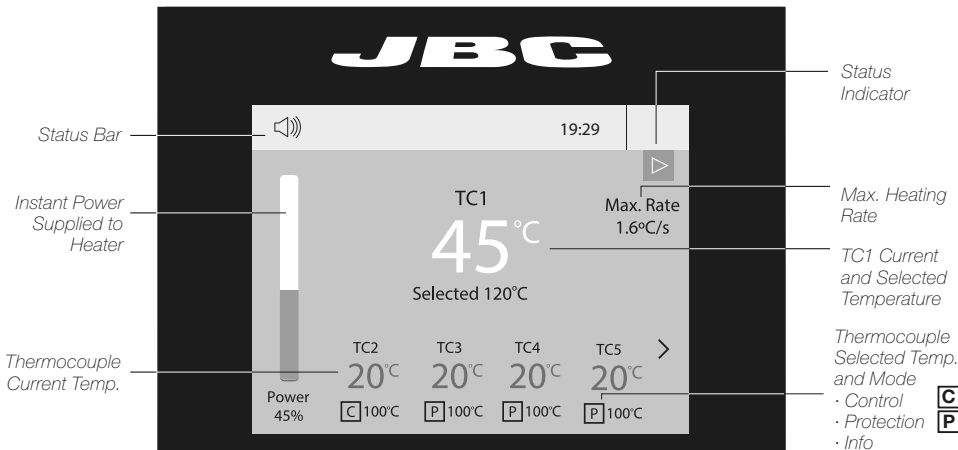 JBC
Status
Indicator
Status Bar
19:29
Instant Power
Supplied to
Heater
TC1
45°C
Selected 120°C
Max. Rate
1.6ºC/s
Max. Heating
Rate
TC1 Current
and Selected
Temperature
Thermocouple
Current Temp.
TC2
20°C
C 100°C
TC3
20°C
P 100°C
TC4
20°C
P 100°C
TC5
20°C
P 100°C
>
Power
45%
Thermocouple
Selected Temp.
and Mode
· Control C
· Protection P
· Info